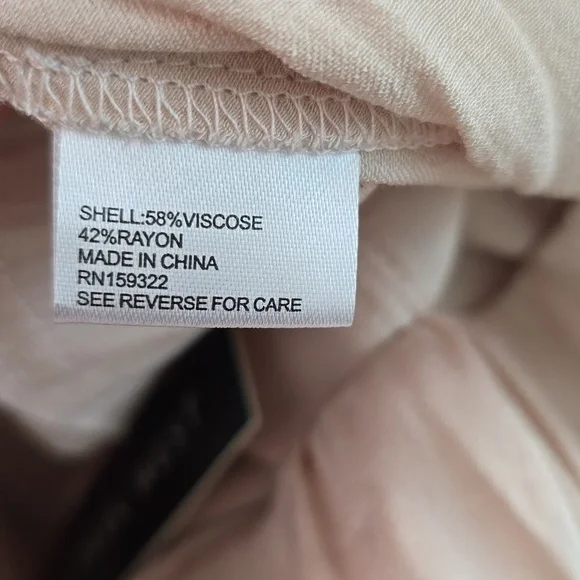 SHELL:58%VISCOSE
42%RAYON
MADE IN CHINA
RN159322
SEE REVERSE FOR CARE